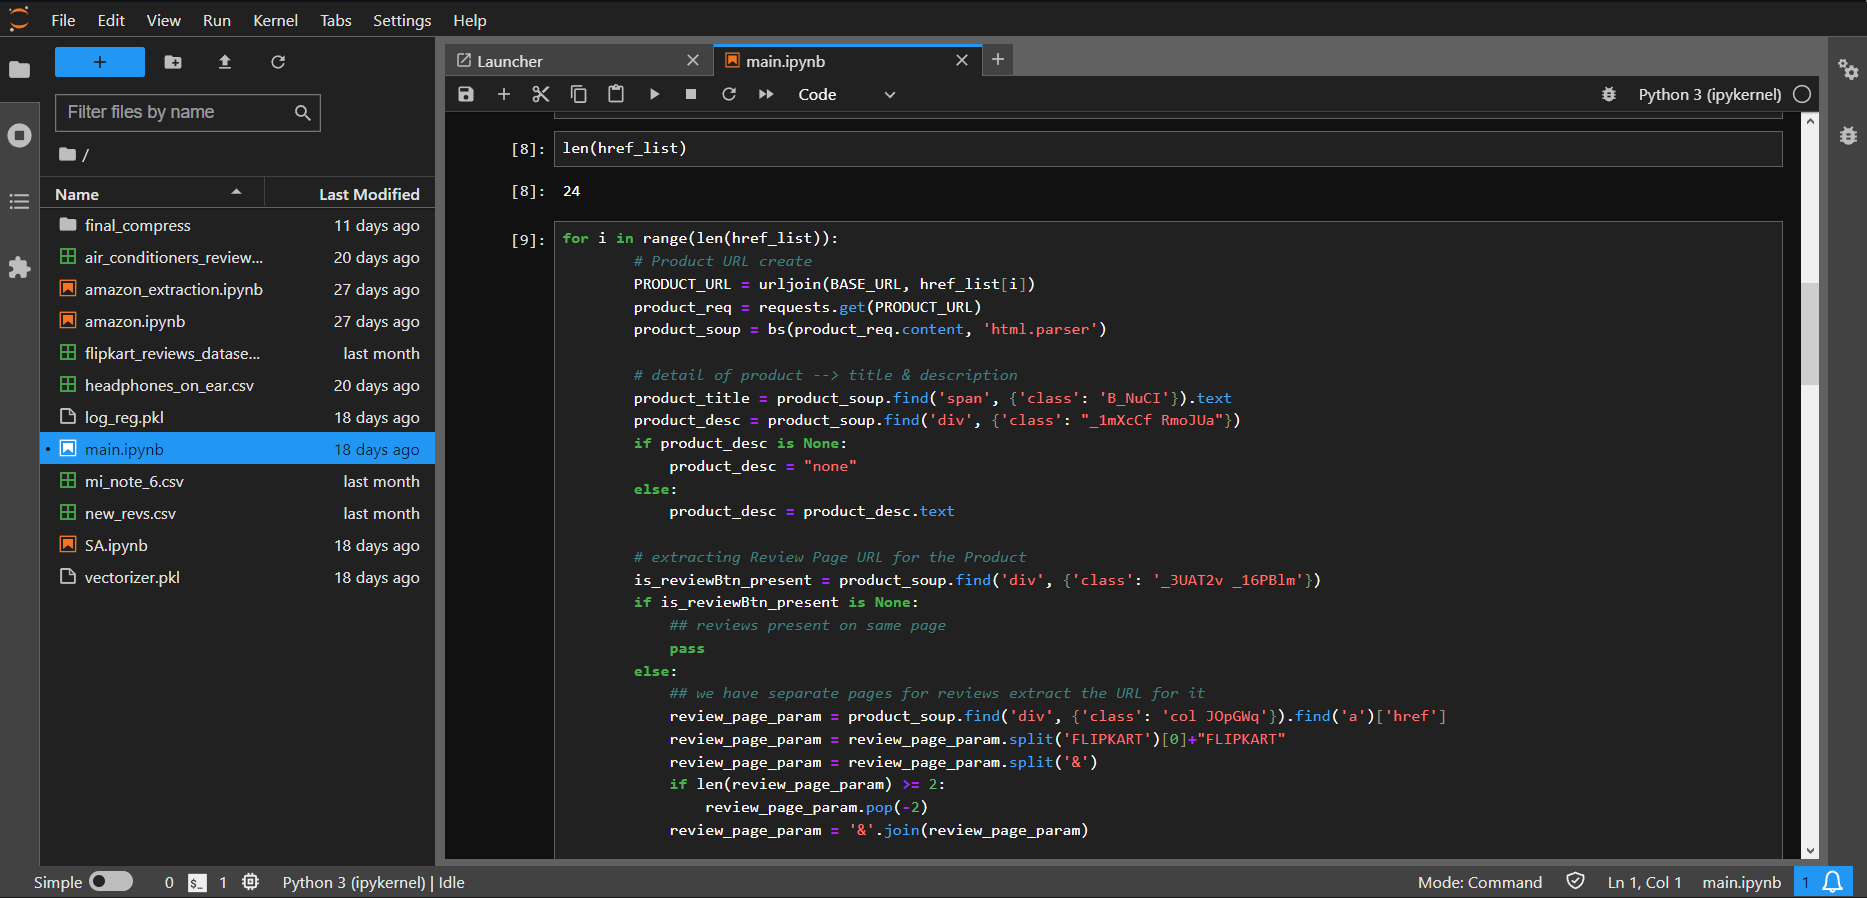 File Edit View Run Kernel Tabs Settings Help
Filter files by name
/
Name Last Modified
final_compress 11 days ago
air_conditioners_review... 20 days ago
amazon_extraction.ipynb 27 days ago
amazon.ipynb 27 days ago
flipkart_reviews_datase... last month
headphones_on_ear.csv 20 days ago
log_reg.pkl 18 days ago
main.ipynb 18 days ago
mi_note_6.csv last month
new_revs.csv last month
SA.ipynb 18 days ago
vectorizer.pkl 18 days ago
Launcher main.ipynb
Code Python 3 (ipykernel)
[8]: len(href_list)
[8]: 24
[9]: for i in range(len(href_list)):
# Product URL create
PRODUCT_URL = urljoin(BASE_URL, href_list[i])
product_req = requests.get(PRODUCT_URL)
product_soup = bs(product_req.content, 'html.parser')
# detail of product --> title & description
product_title = product_soup.find('span', {'class': 'B_NuCI'}).text
product_desc = product_soup.find('div', {'class': "_1mXcCf RmoJUa"})
if product_desc is None:
product_desc = "none"
else:
product_desc = product_desc.text
# extracting Review Page URL for the Product
is_reviewBtn_present = product_soup.find('div', {'class': '_3UAT2v _16PBlm'})
if is_reviewBtn_present is None:
## reviews present on same page
pass
else:
## we have separate pages for reviews extract the URL for it
review_page_param = product_soup.find('div', {'class': 'col JOpGWq'}).find('a')['href']
review_page_param = review_page_param.split('FLIPKART')[0]+"FLIPKART"
review_page_param = review_page_param.split('&')
if len(review_page_param) >= 2:
review_page_param.pop(-2)
review_page_param = '&'.join(review_page_param)
Simple 0 $_ 1 Python 3 (ipykernel) | Idle Mode: Command Ln 1, Col 1 main.ipynb 1